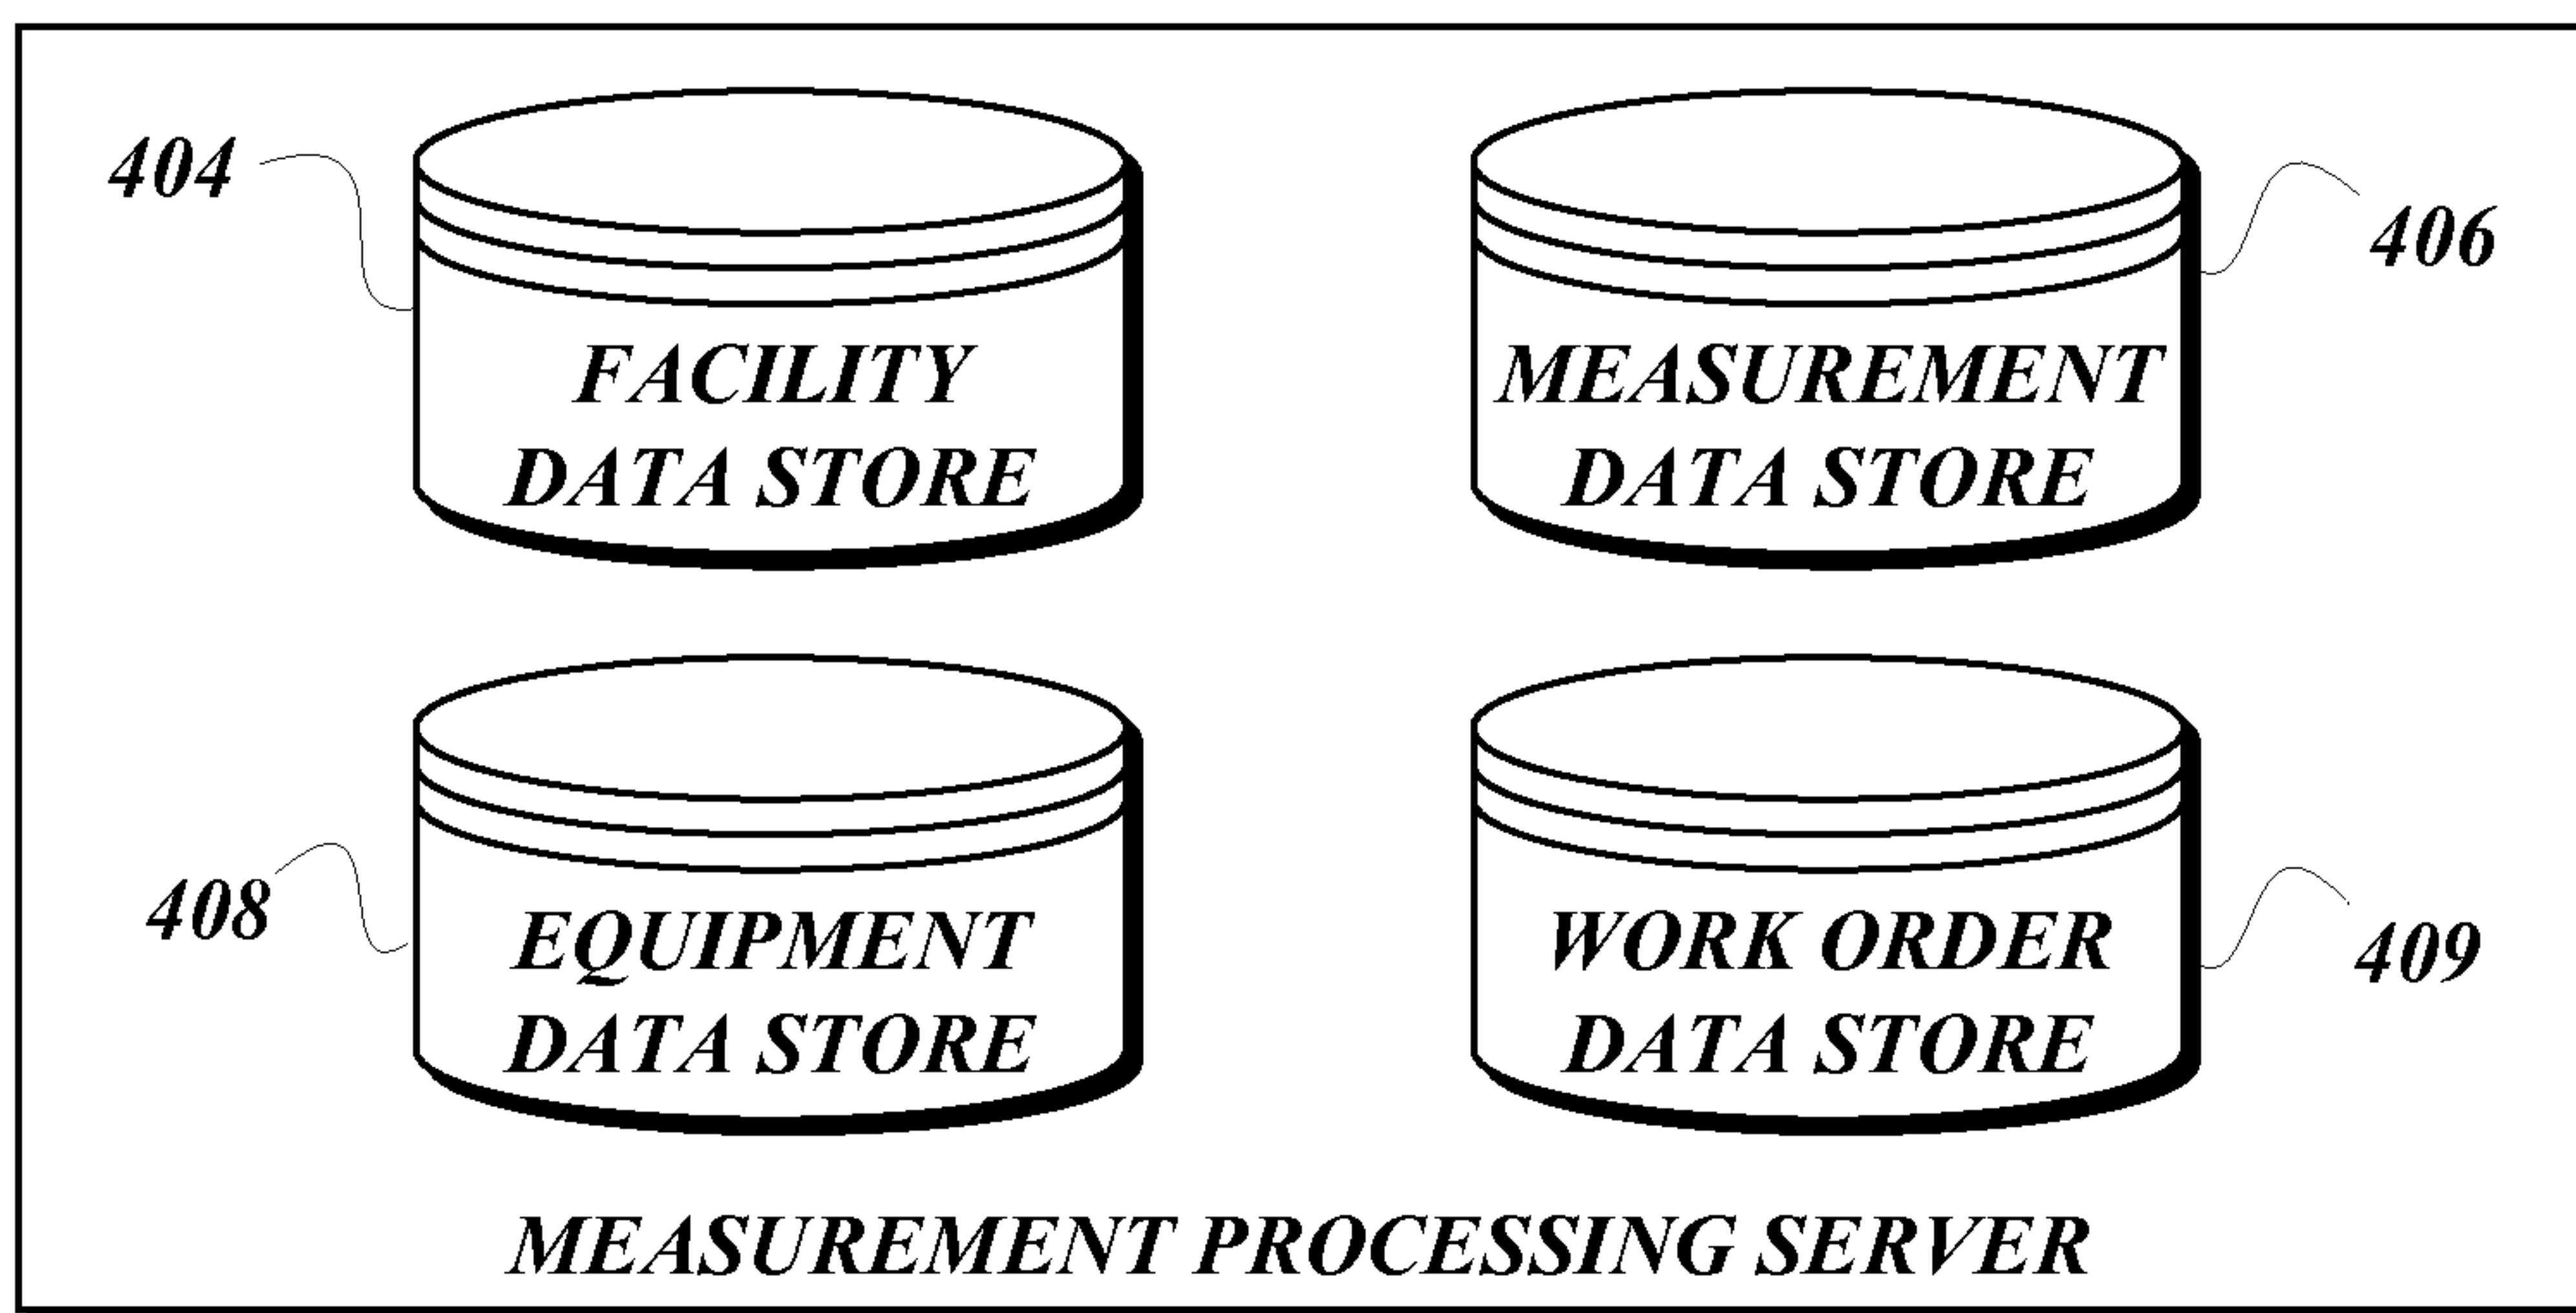 404
406
FACILITY
DATA STORE
MEASUREMENT
DATA STORE
408
409
EQUIPMENT
DATA STORE
WORK ORDER
DATA STORE
MEASUREMENT PROCESSING SERVER